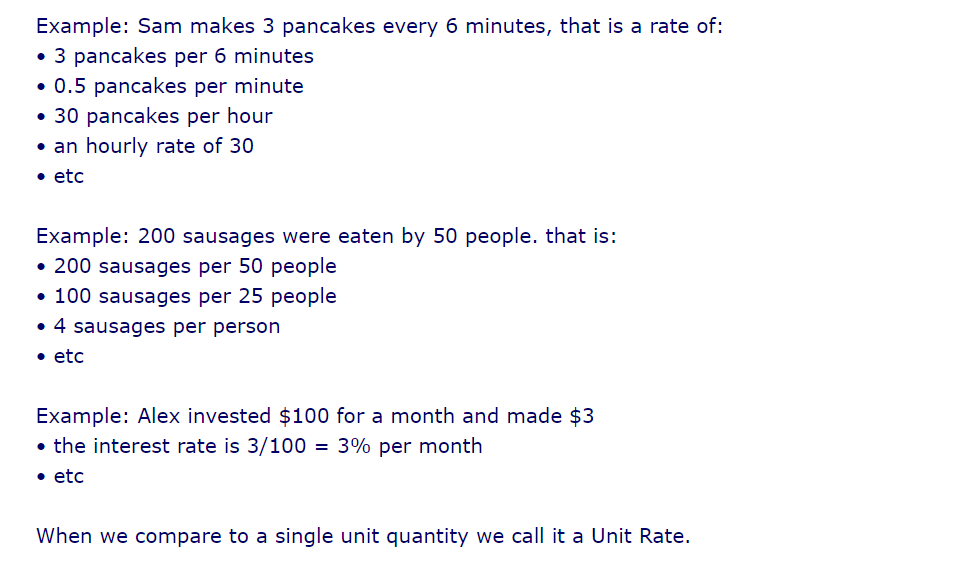 Example: Sam makes 3 pancakes every 6 minutes, that is a rate of:
• 3 pancakes per 6 minutes
• 0.5 pancakes per minute
• 30 pancakes per hour
• an hourly rate of 30
• etc
Example: 200 sausages were eaten by 50 people. that is:
• 200 sausages per 50 people
• 100 sausages per 25 people
• 4 sausages per person
• etc
Example: Alex invested $100 for a month and made $3
• the interest rate is 3/100 = 3% per month
• etc
When we compare to a single unit quantity we call it a Unit Rate.